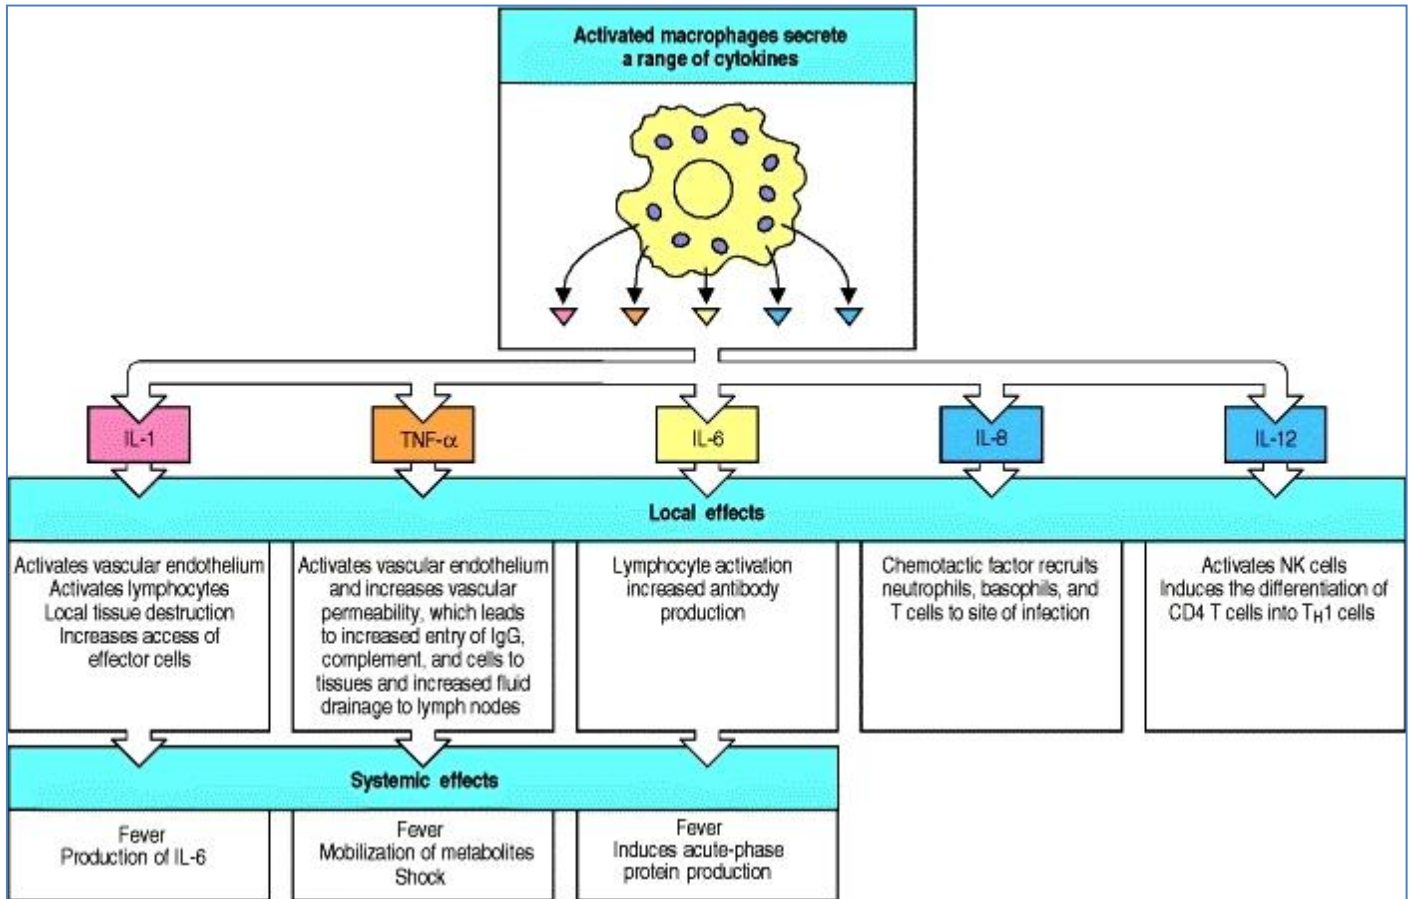 Activated macrophages secrete
a range of cytokines
IL-1
TNF-α
IL-6
IL-8
IL-12
Local effects
Activates vascular endothelium
Activates lymphocytes
Local tissue destruction
Increases access of
effector cells
Activates vascular endothelium
and increases vascular
permeability, which leads
to increased entry of IgG,
complement, and cells to
tissues and increased fluid
drainage to lymph nodes
Lymphocyte activation
increased antibody
production
Chemotactic factor recruits
neutrophils, basophils, and
T cells to site of infection
Activates NK cells
Induces the differentiation of
CD4 T cells into TH1 cells
Systemic effects
Fever
Production of IL-6
Fever
Mobilization of metabolites
Shock
Fever
Induces acute-phase
protein production